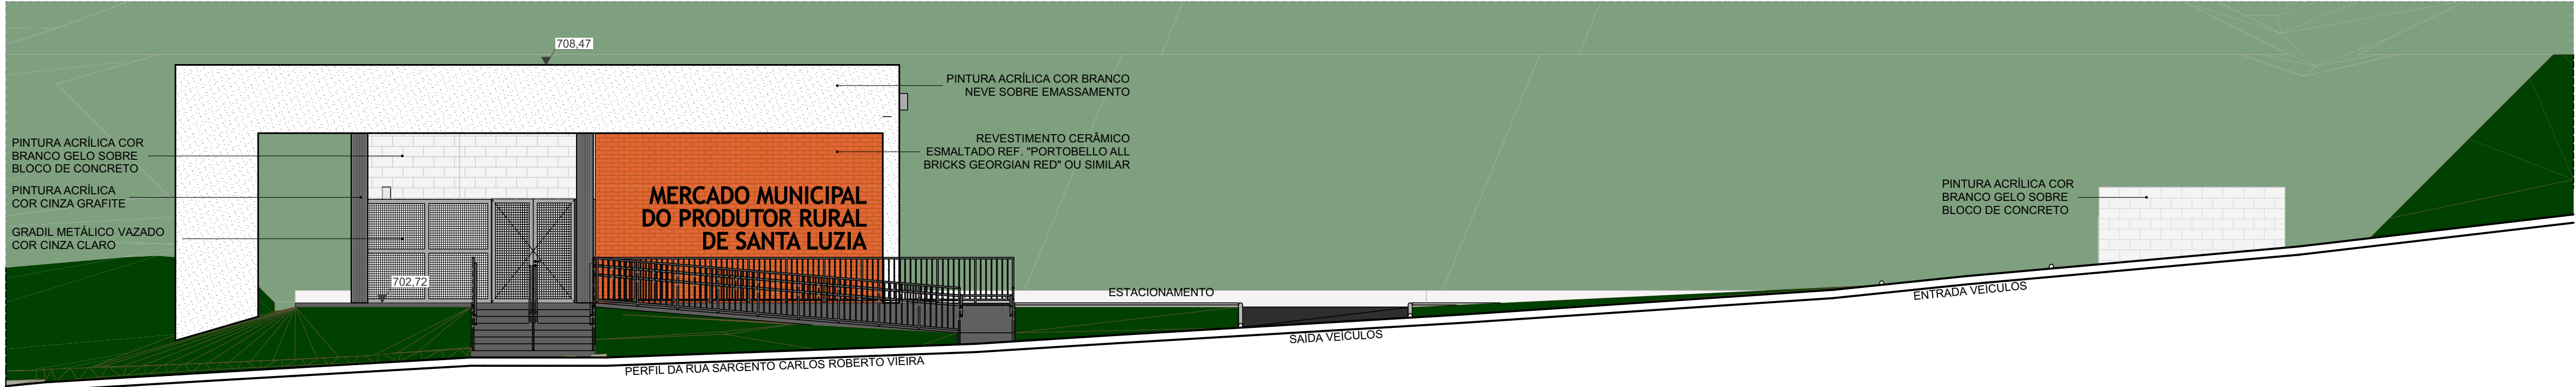 708,47
PINTURA ACRÍLICA COR BRANCO
NEVE SOBRE EMASSAMENTO
REVESTIMENTO CERÂMICO
ESMALTADO REF. "PORTOBELLO ALL
BRICKS GEORGIAN RED" OU SIMILAR
PINTURA ACRÍLICA COR
BRANCO GELO SOBRE
BLOCO DE CONCRETO
PINTURA ACRÍLICA
COR CINZA GRAFITE
GRADIL METÁLICO VAZADO
COR CINZA CLARO
MERCADO MUNICIPAL
DO PRODUTOR RURAL
DE SANTA LUZIA
702,72
PINTURA ACRÍLICA COR
BRANCO GELO SOBRE
BLOCO DE CONCRETO
ESTACIONAMENTO
ENTRADA VEÍCULOS
SAÍDA VEÍCULOS
PERFIL DA RUA SARGENTO CARLOS ROBERTO VIEIRA